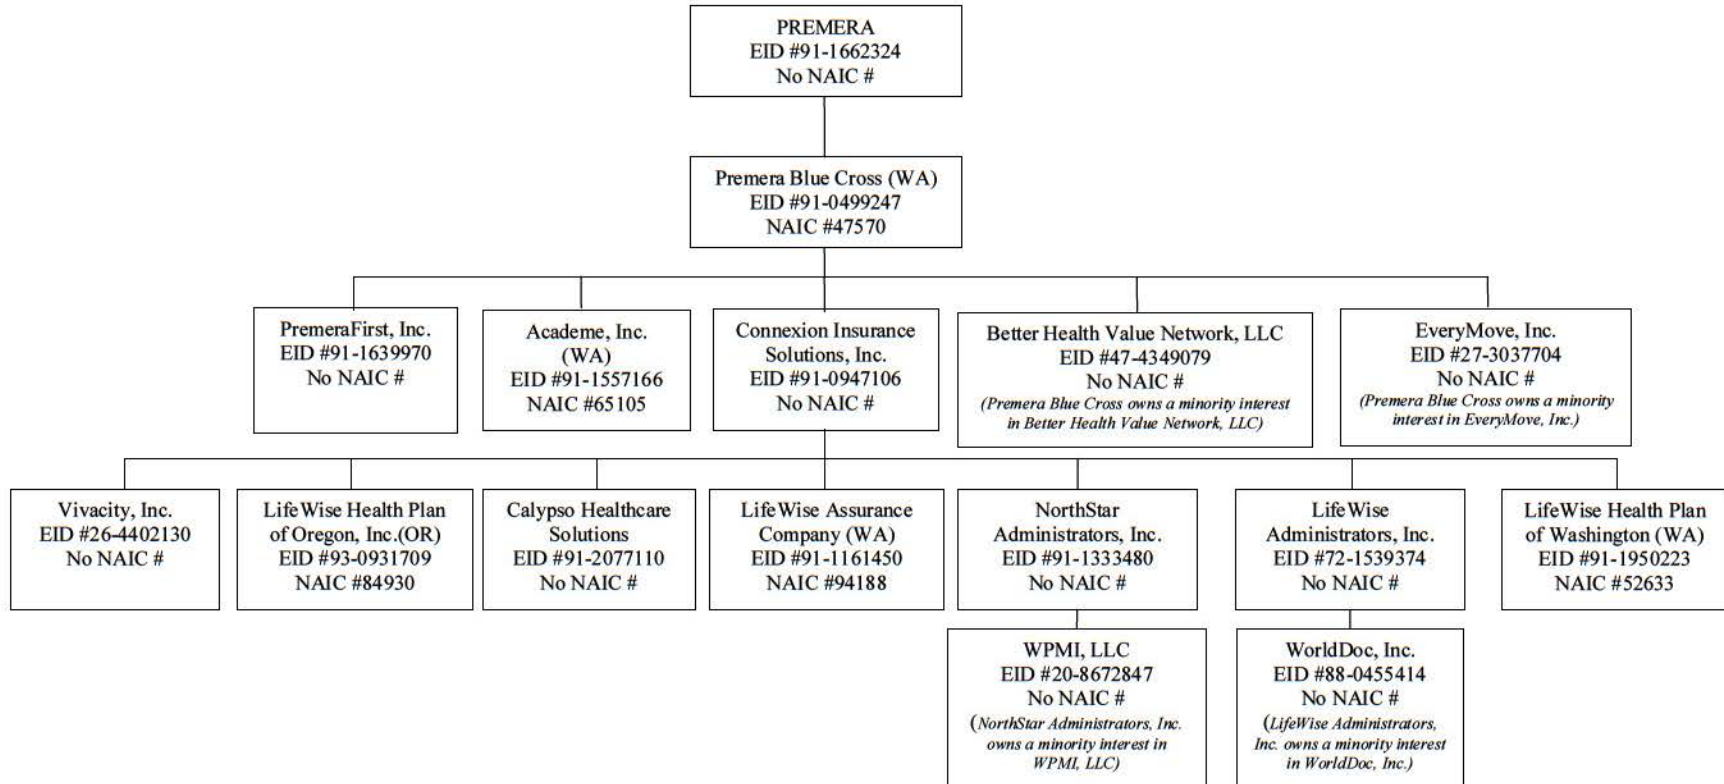 PREMERA
EID #91-1662324
No NAIC #
Premera Blue Cross (WA)
EID #91-0499247
NAIC #47570
PremeraFirst, Inc.
EID #91-1639970
No NAIC #
Academe, Inc.
(WA)
EID #91-1557166
NAIC #65105
Connexion Insurance
Solutions, Inc.
EID #91-0947106
No NAIC #
Better Health Value Network, LLC
EID #47-4349079
No NAIC #
(Premera Blue Cross owns a minority interest
in Better Health Value Network, LLC)
EveryMove, Inc.
EID #27-3037704
No NAIC #
(Premera Blue Cross owns a minority
interest in EveryMove, Inc.)
Vivacity, Inc.
EID #26-4402130
No NAIC #
LifeWise Health Plan
of Oregon, Inc.(OR)
EID #93-0931709
NAIC #84930
Calypso Healthcare
Solutions
EID #91-2077110
No NAIC #
LifeWise Assurance
Company (WA)
EID #91-1161450
NAIC #94188
NorthStar
Administrators, Inc.
EID #91-1333480
No NAIC #
LifeWise
Administrators, Inc.
EID #72-1539374
No NAIC #
LifeWise Health Plan
of Washington (WA)
EID #91-1950223
NAIC #52633
WPMI, LLC
EID #20-8672847
No NAIC #
(NorthStar Administrators, Inc.
owns a minority interest in
WPMI, LLC)
WorldDoc, Inc.
EID #88-0455414
No NAIC #
(LifeWise Administrators,
Inc. owns a minority interest
in WorldDoc, Inc.)